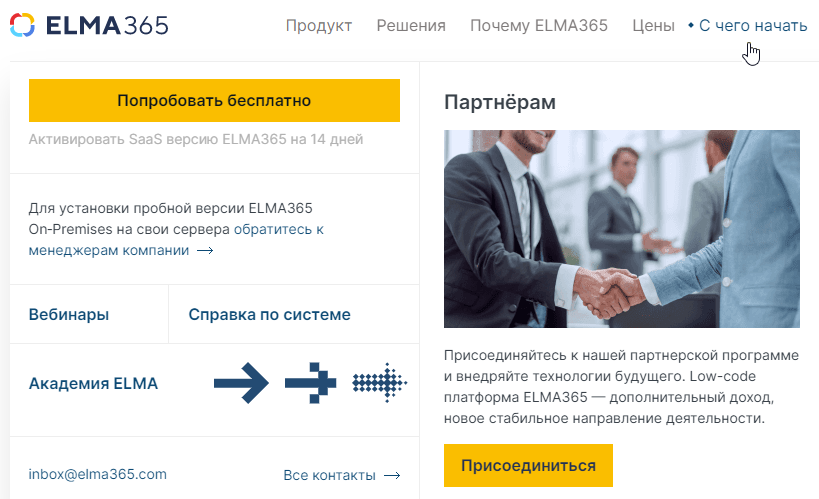 ELMA365
Продукт Решения Почему ELMA365 Цены С чего начать
Попробовать бесплатно
Активировать SaaS версию ELMA365 на 14 дней
Для установки пробной версии ELMA365
On-Premises на свои сервера обратитесь к
менеджерам компании →
Вебинары
Справка по системе
Академия ELMA
inbox@elma365.com
Все контакты →
Партнёрам
Присоединяйтесь к нашей партнерской программе
и внедряйте технологии будущего. Low-code
платформа ELMA365 — дополнительный доход,
новое стабильное направление деятельности.
Присоединиться